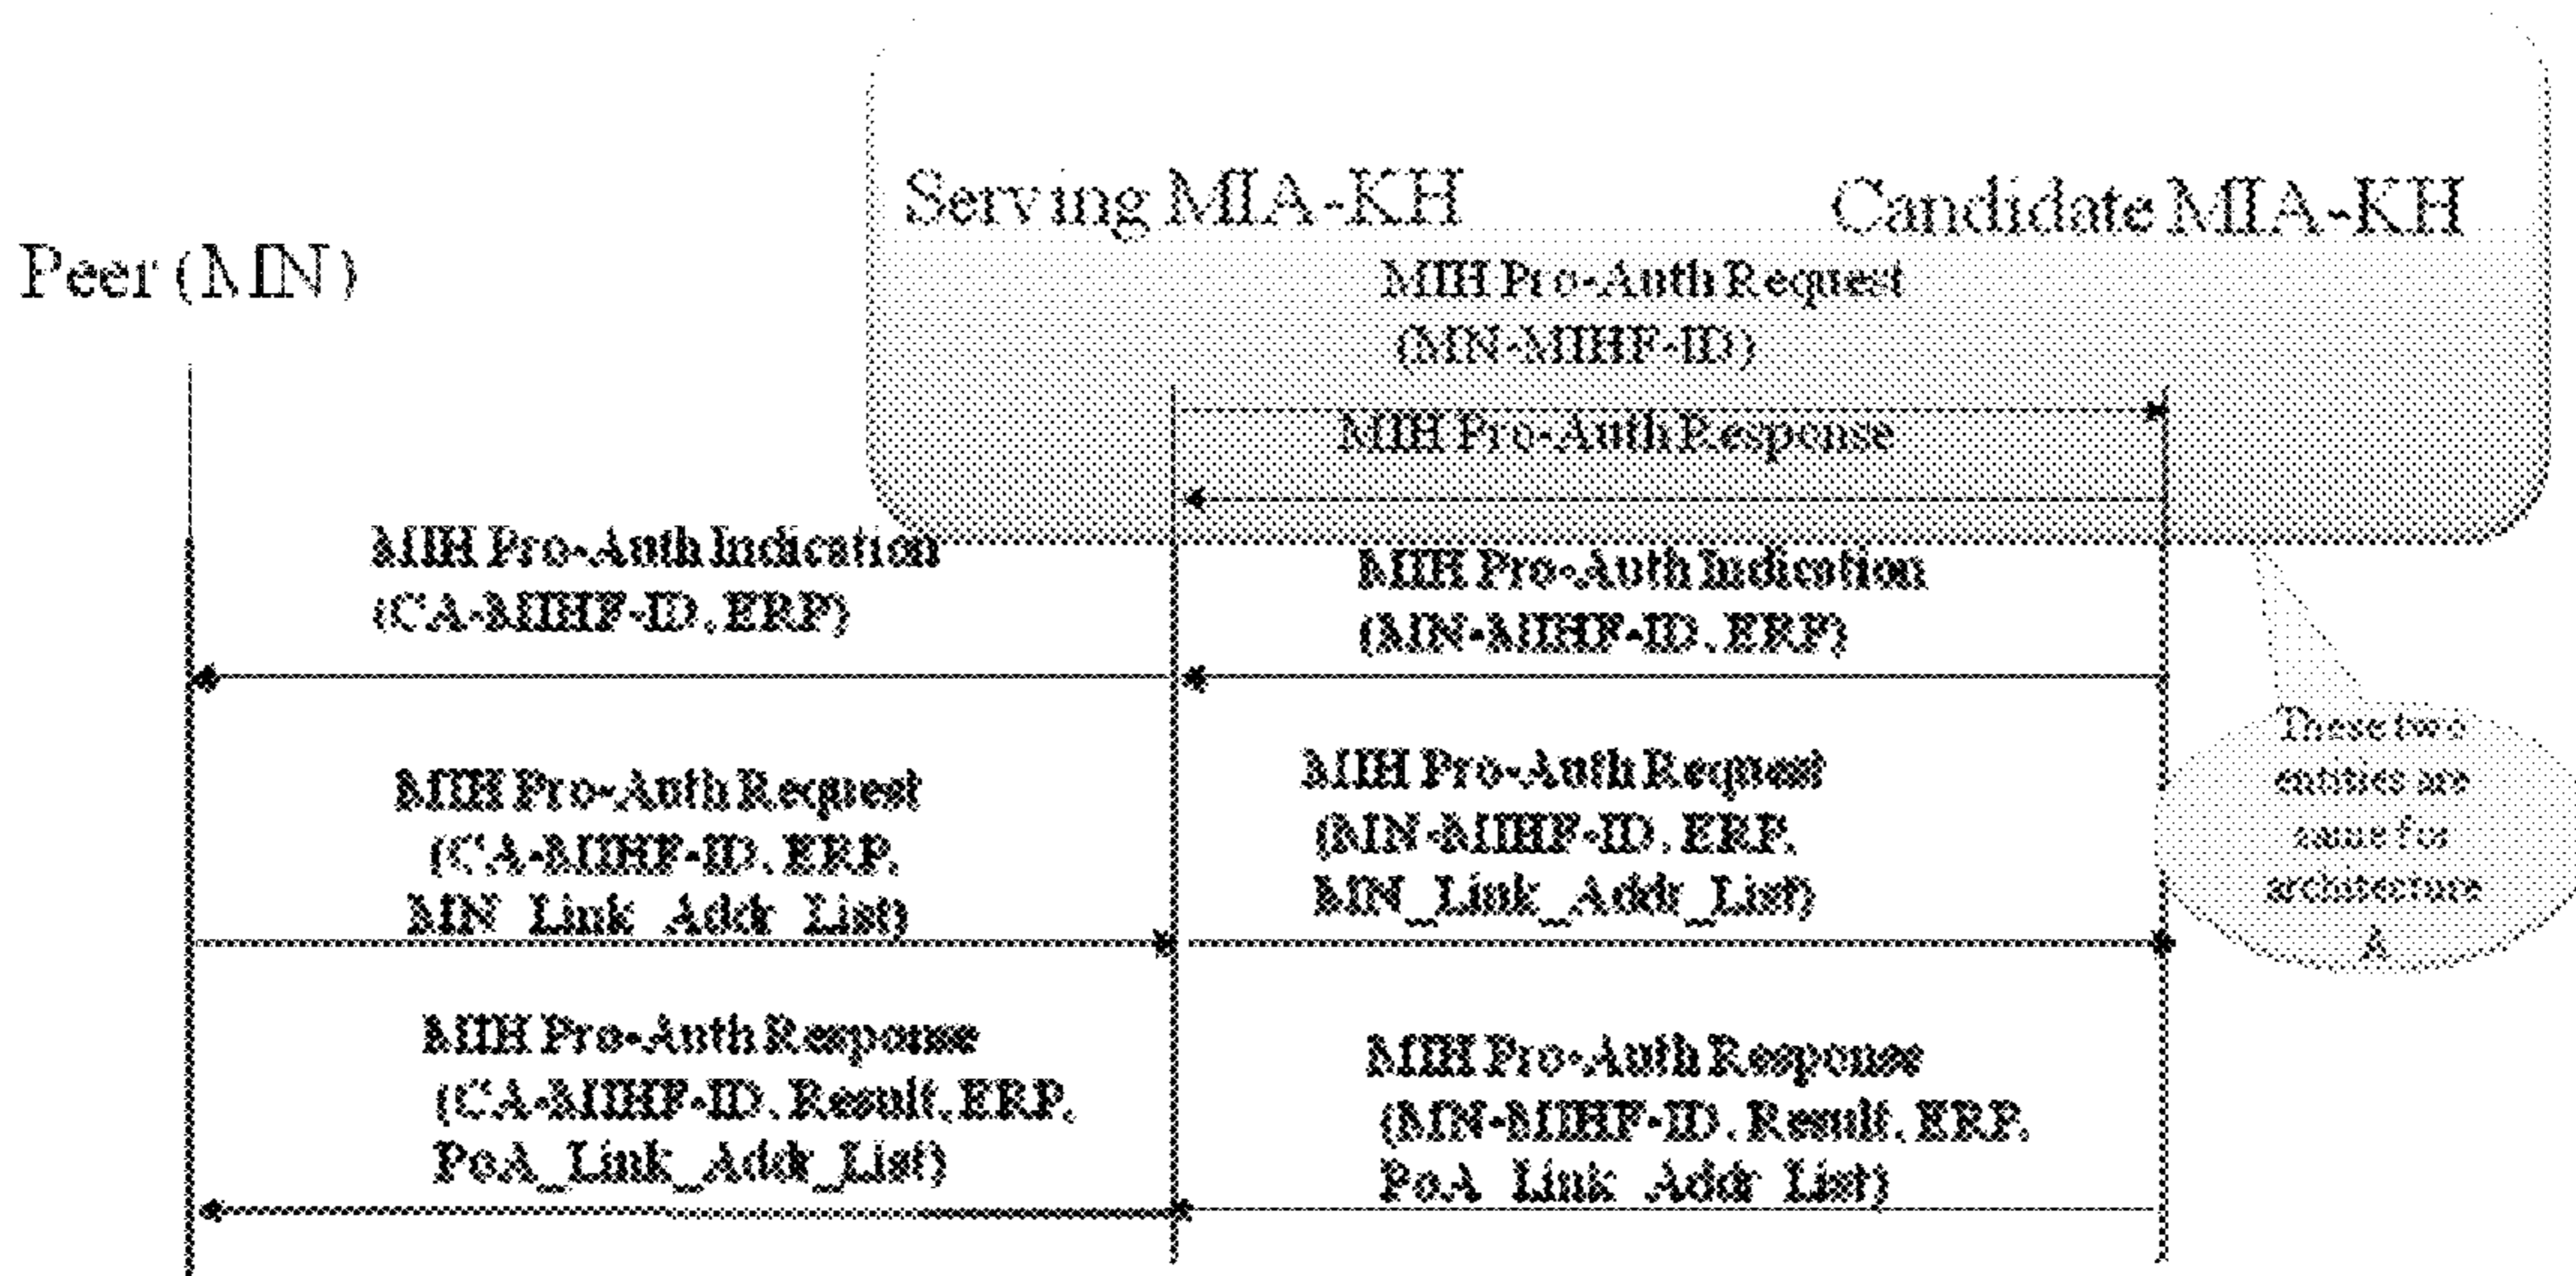 Serving MIA-KH
Candidate MIA-KH
Peer (MN)
MIH Pro-Auth Request
(MN-MIHF-ID)
MIH Pro-Auth Response
MIH Pro-Auth Indication
(CA-MIHF-ID, ERP)
MIH Pro-Auth Indication
(MN-MIHF-ID, ERP)
MIH Pro-Auth Request
(CA-MIHF-ID, ERP,
MN_Link_Addr_List)
MIH Pro-Auth Request
(MN-MIHF-ID, ERP,
MN_Link_Addr_List)
These two
entities are
same for
architecture
A
MIH Pro-Auth Response
(CA-MIHF-ID, Result, ERP,
PoA_Link_Addr_List)
MIH Pro-Auth Response
(MN-MIHF-ID, Result, ERP,
PoA_Link_Addr_List)